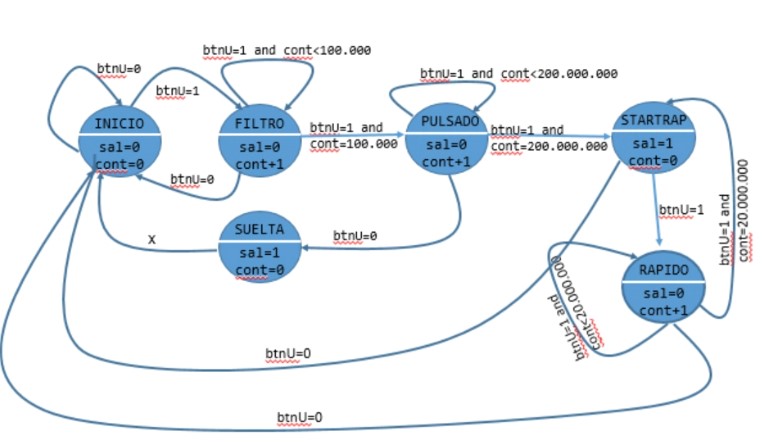 btnU=1 and cont<100.000
btnU=0
btnU=1 and cont<200.000.000
btnU=1
INICIO
sal=0
cont=0
FILTRO
sal=0
cont+1
btnU=1 and
cont=100.000
PULSADO
sal=0
cont+1
btnU=1 and
cont=200.000.000
STARTRAP
sal=1
cont=0
btnU=0
btnU=1
btnU=1 and
cont=20.000.000
SUELTA
sal=1
cont=0
X
btnU=0
RAPIDO
sal=0
cont+1
btnU=1 and
cont<20.000.000
btnU=0
btnU=0